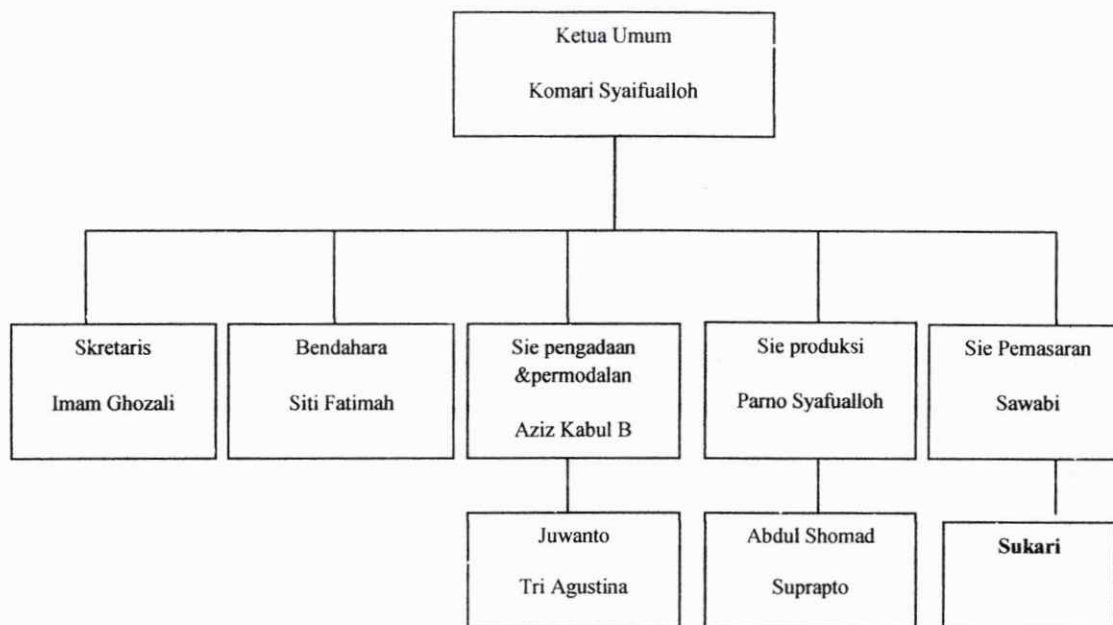 Ketua Umum
Komari Syaifualloh
Skretaris
Imam Ghozali
Bendahara
Siti Fatimah
Sie pengadaan
&permodalan
Aziz Kabul B
Sie produksi
Parno Syafualloh
Sie Pemasaran
Sawabi
Juwanto
Tri Agustina
Abdul Shomad
Suprapto
Sukari